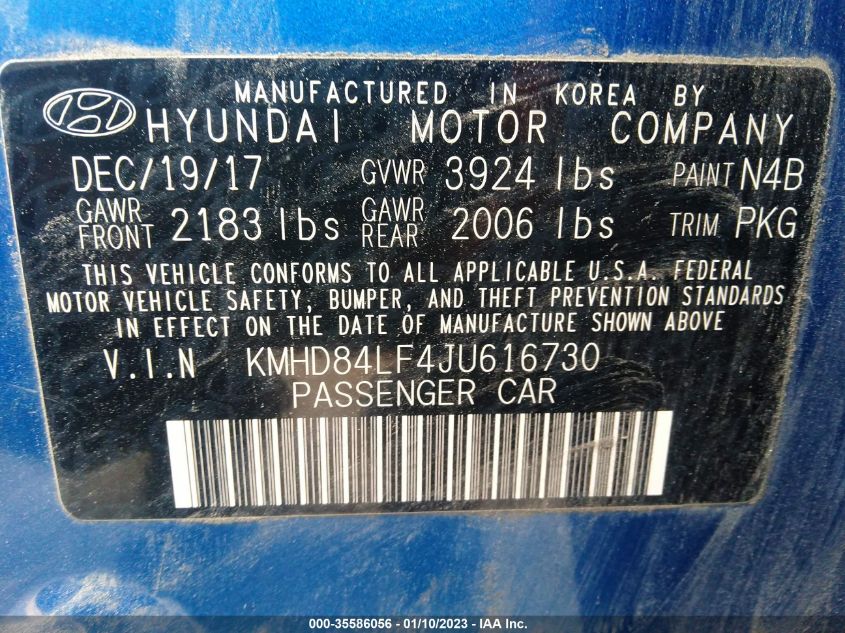 MANUFACTURED IN KOREA BY
HYUNDAI MOTOR COMPANY
DEC/19/17 GVWR 3924 lbs PAINT N4B
GAWR FRONT 2183 lbs GAWR REAR 2006 lbs TRIM PKG
THIS VEHICLE CONFORMS TO ALL APPLICABLE U.S.A. FEDERAL
MOTOR VEHICLE SAFETY, BUMPER, AND THEFT PREVENTION STANDARDS
IN EFFECT ON THE DATE OF MANUFACTURE SHOWN ABOVE
V.I.N KMHD84LF4JU616730
PASSENGER CAR
000-35586056 - 01/10/2023 - IAA Inc.